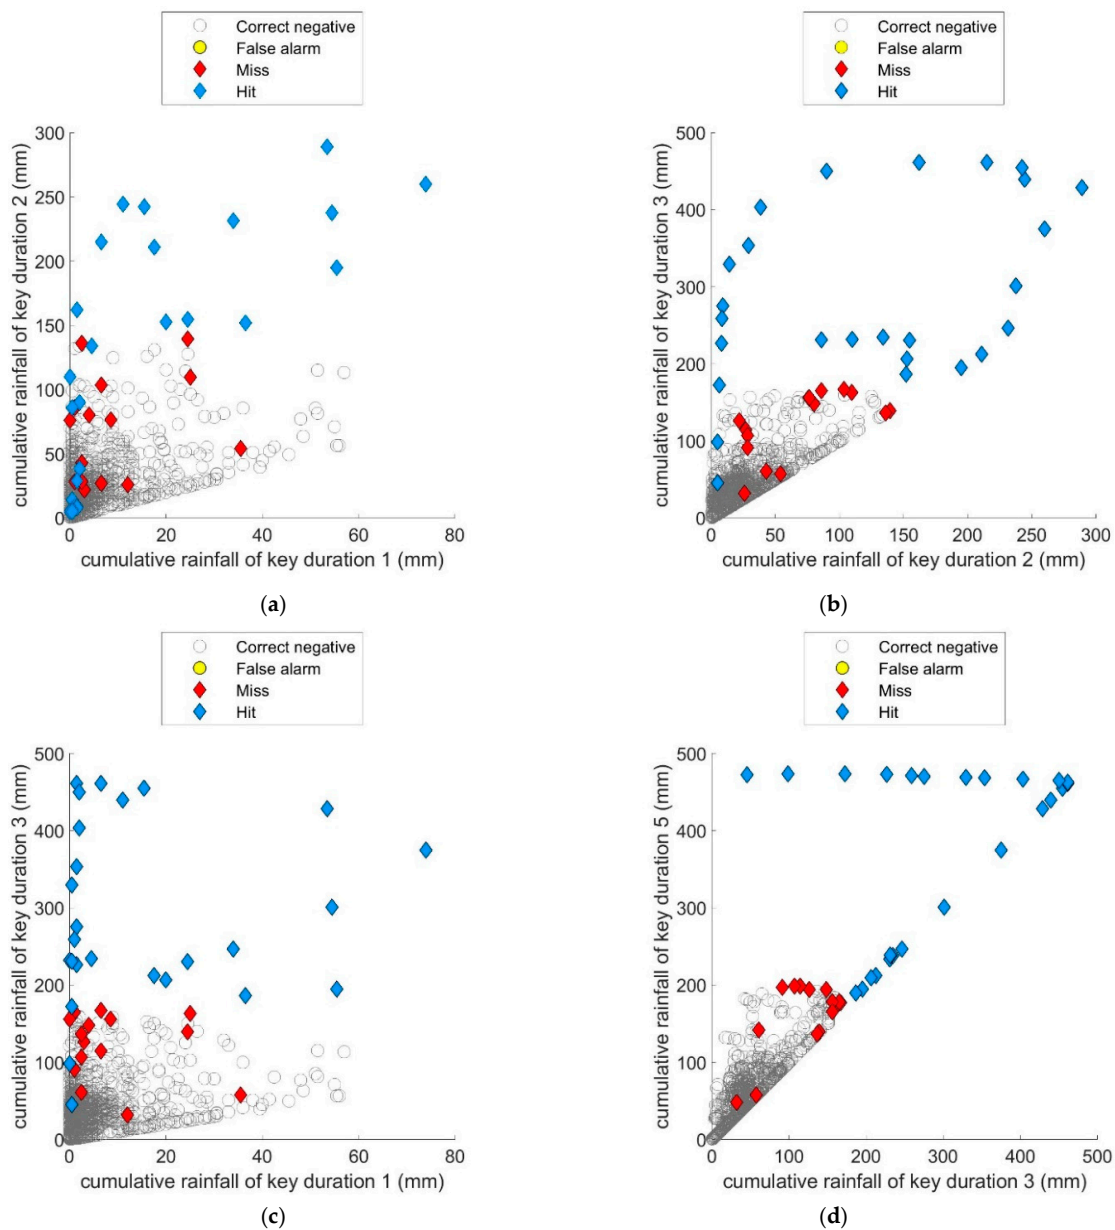 Correct negative
False alarm
Miss
Hit
cumulative rainfall of key duration 2 (mm)
300
250
200
150
100
50
0
0 20 40 60 80
cumulative rainfall of key duration 1 (mm)
(a)
Correct negative
False alarm
Miss
Hit
cumulative rainfall of key duration 3 (mm)
500
400
300
200
100
0
0 50 100 150 200 250 300
cumulative rainfall of key duration 2 (mm)
(b)
Correct negative
False alarm
Miss
Hit
cumulative rainfall of key duration 3 (mm)
500
400
300
200
100
0
0 20 40 60 80
cumulative rainfall of key duration 1 (mm)
(c)
Correct negative
False alarm
Miss
Hit
cumulative rainfall of key duration 5 (mm)
500
400
300
200
100
0
0 100 200 300 400 500
cumulative rainfall of key duration 3 (mm)
(d)